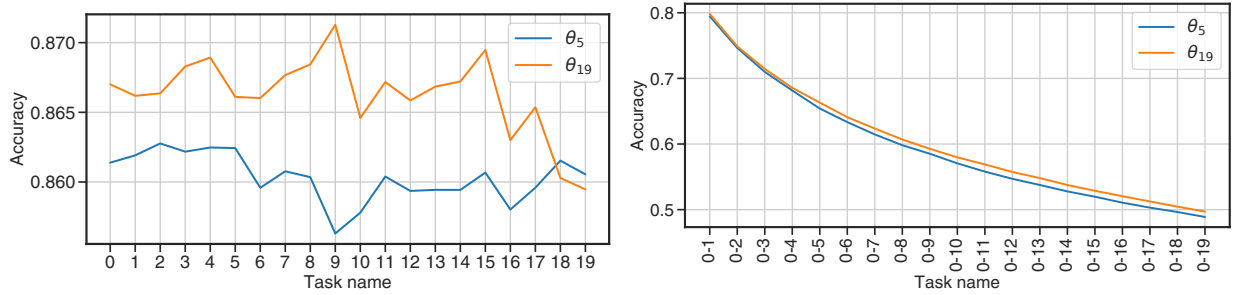 0.870
0.865
0.860
Accuracy
θ5
θ19
0 1 2 3 4 5 6 7 8 9 10 11 12 13 14 15 16 17 18 19
Task name
0.8
0.7
0.6
0.5
Accuracy
θ5
θ19
0-1 0-2 0-3 0-4 0-5 0-6 0-7 0-8 0-9 0-10 0-11 0-12 0-13 0-14 0-15 0-16 0-17 0-18 0-19
Task name